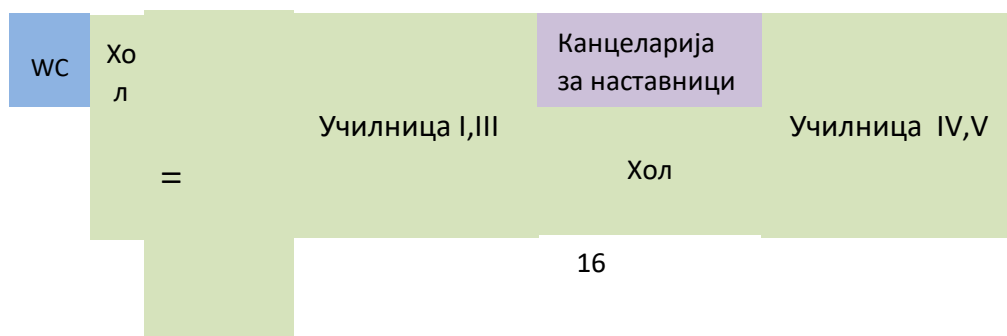 WC
Хо
л
=
Училница I,III
Канцеларија
за наставници
Хол
Училница IV,V
16